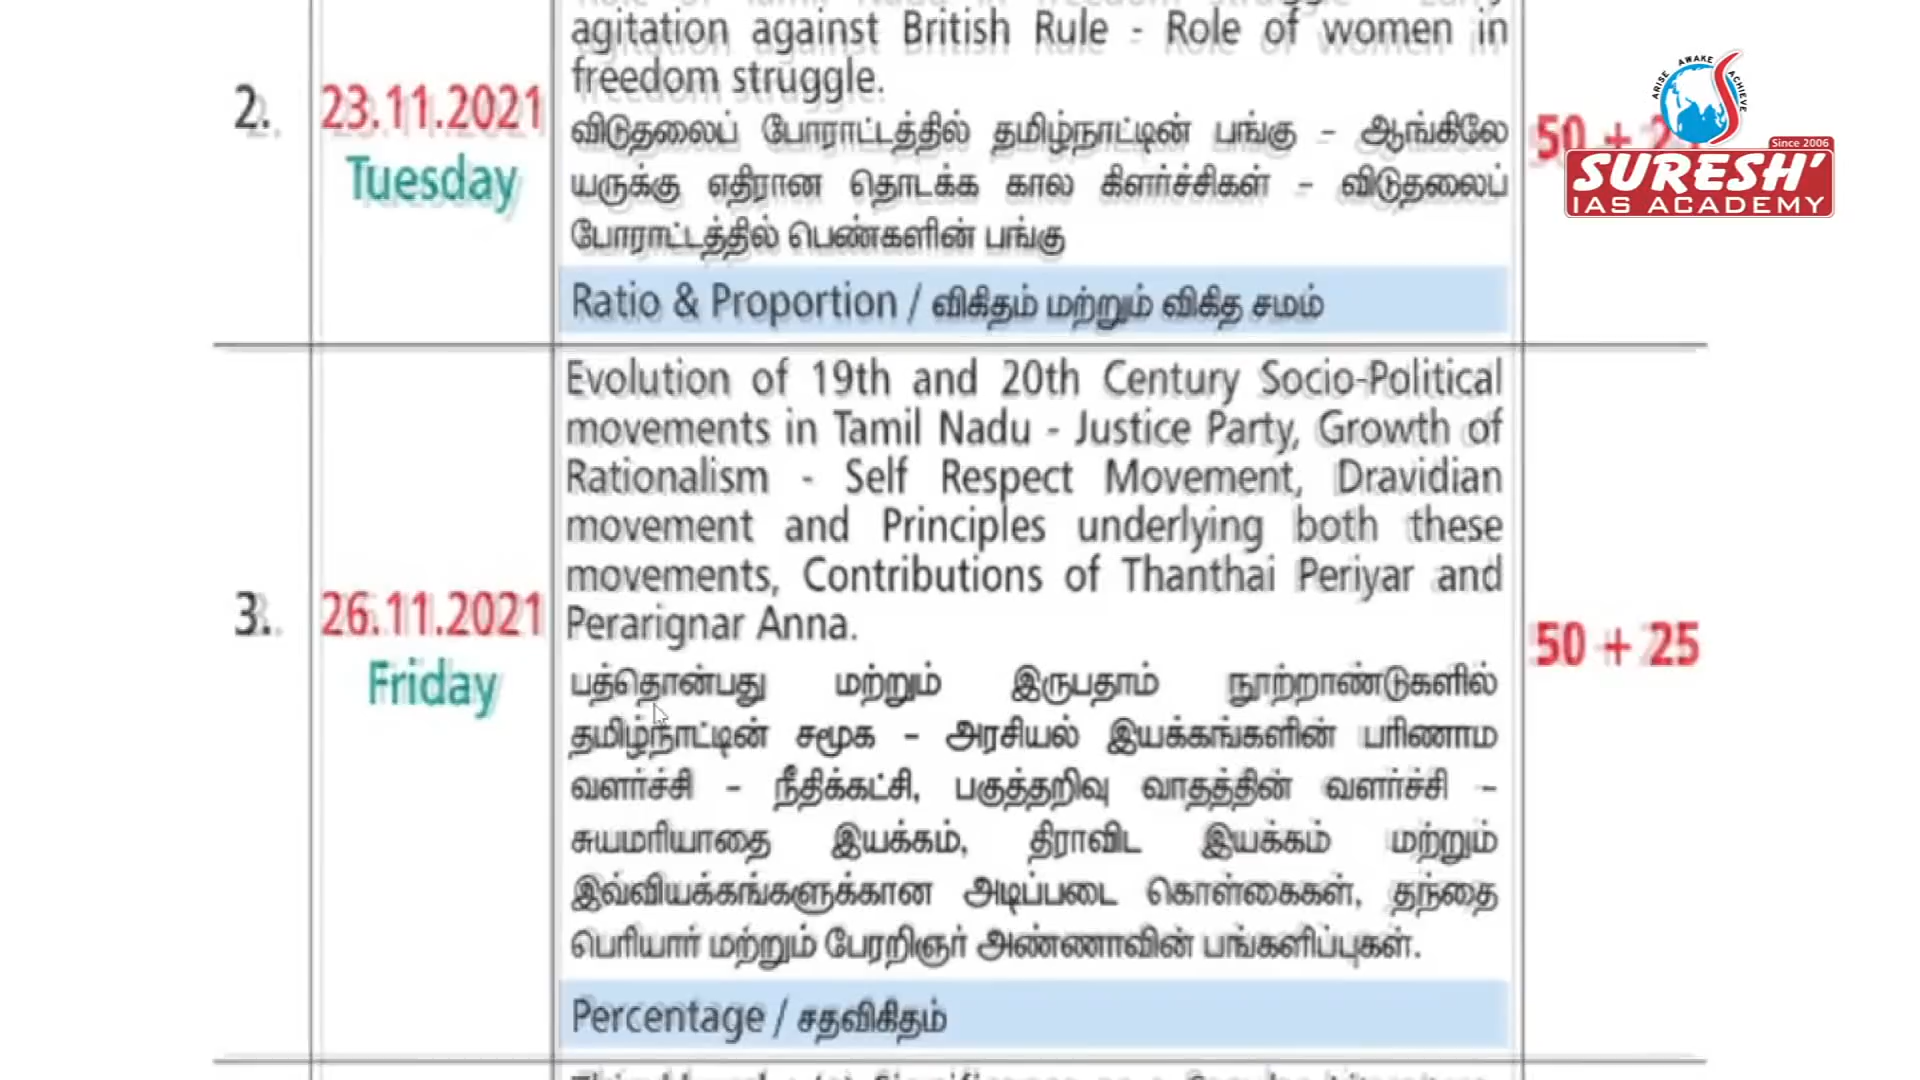 agitation against British Rule - Role of women in
freedom struggle.
விடுதலைப் போராட்டத்தில் தமிழ்நாட்டின் பங்கு – ஆங்கிலே
யருக்கு எதிரான தொடக்க கால கிளர்ச்சிகள் – விடுதலைப்
போராட்டத்தில் பெண்களின் பங்கு
2.
23.11.2021
Tuesday
50 + 2
Ratio & Proportion / விகிதம் மற்றும் விகித சமம்
ARISE AWAKE ACHIEVE
Since 2006
SURESH'
IAS ACADEMY
Evolution of 19th and 20th Century Socio-Political
movements in Tamil Nadu - Justice Party, Growth of
Rationalism - Self Respect Movement, Dravidian
movement and Principles underlying both these
movements, Contributions of Thanthai Periyar and
Perarignar Anna.
3.
26.11.2021
Friday
50 + 25
பத்தொன்பது மற்றும் இருபதாம் நூற்றாண்டுகளில்
தமிழ்நாட்டின் சமூக – அரசியல் இயக்கங்களின் பரிணாம
வளர்ச்சி – நீதிக்கட்சி, பகுத்தறிவு வாதத்தின் வளர்ச்சி –
சுயமரியாதை இயக்கம், திராவிட இயக்கம் மற்றும்
இவ்வியக்கங்களுக்கான அடிப்படை கொள்கைகள், தந்தை
பெரியார் மற்றும் பேரறிஞர் அண்ணாவின் பங்களிப்புகள்.
Percentage / சதவிகிதம்